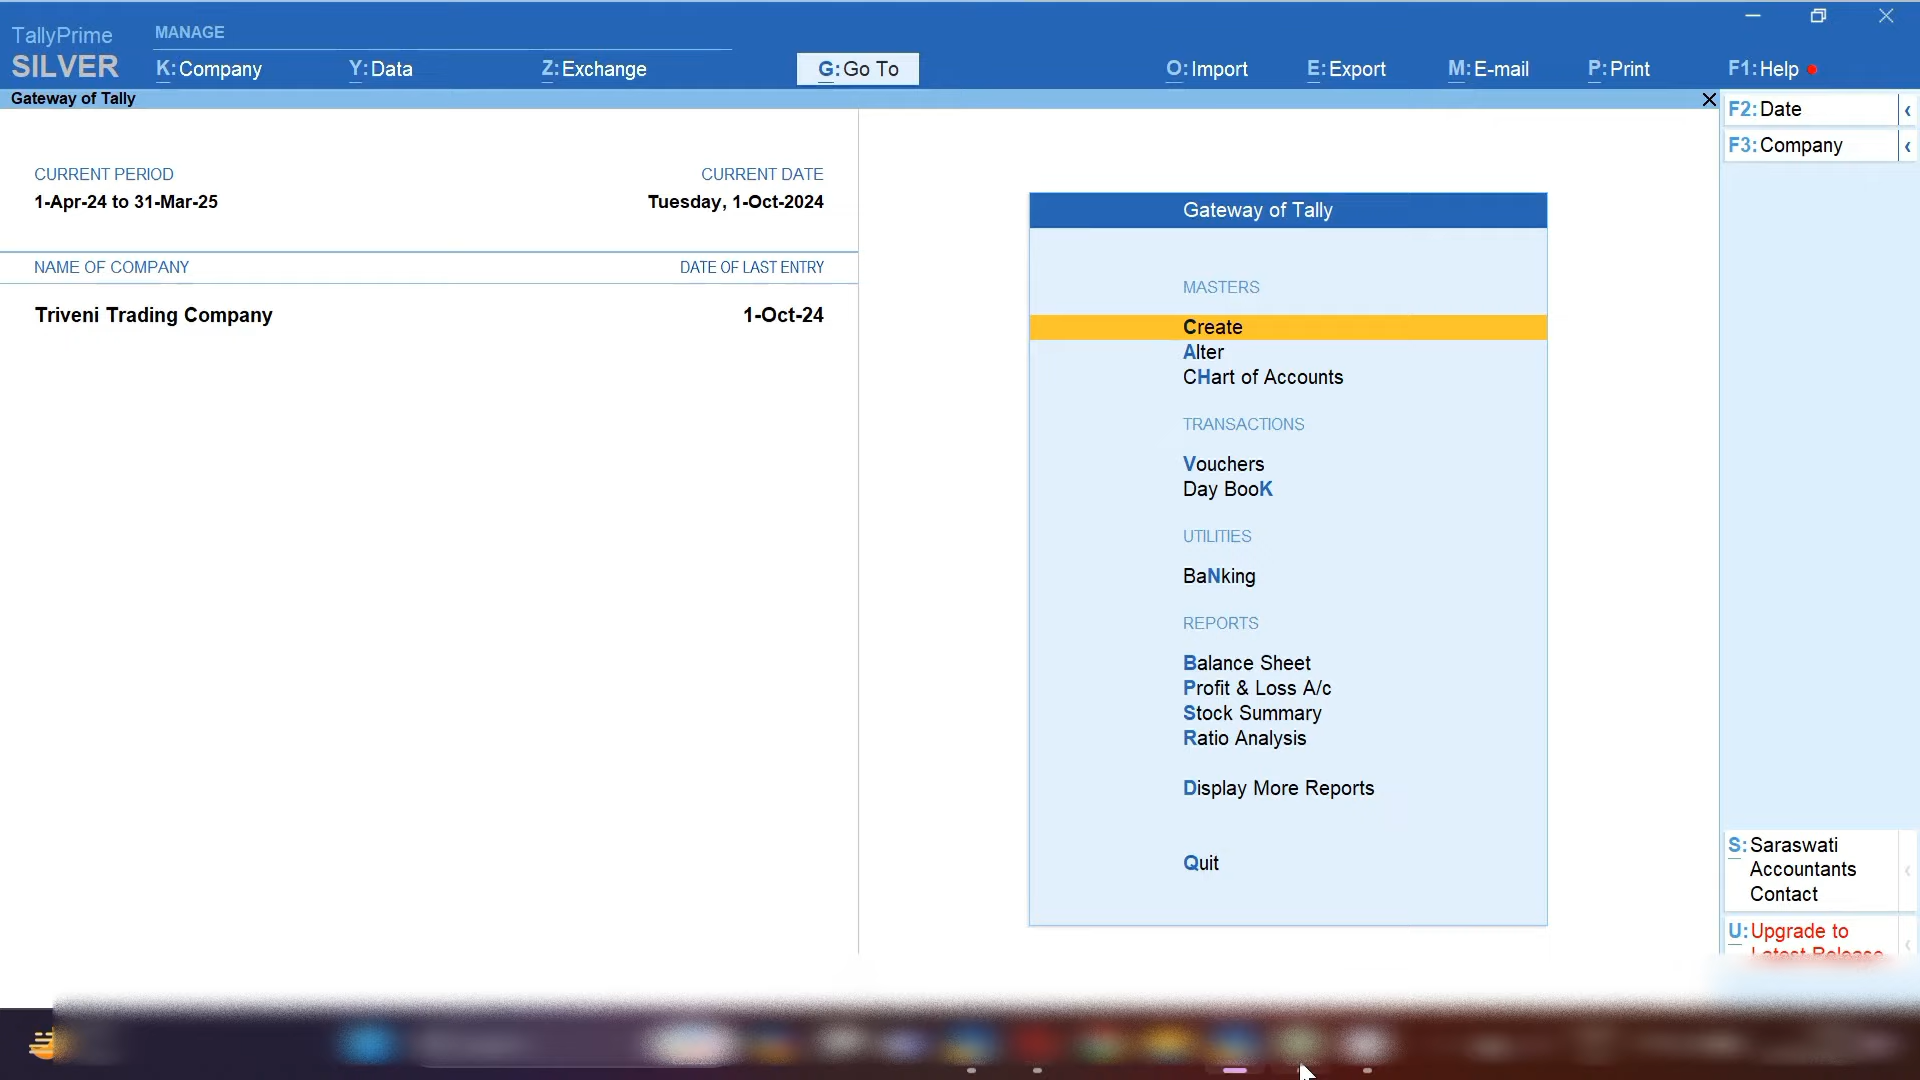 TallyPrime
SILVER
MANAGE
K:Company
Y:Data
Z:Exchange
G:Go To
O:Import
E:Export
M:E-mail
P:Print
F1:Help
Gateway of Tally
F2:Date
F3:Company
CURRENT PERIOD
CURRENT DATE
1-Apr-24 to 31-Mar-25
Tuesday, 1-Oct-2024
NAME OF COMPANY
DATE OF LAST ENTRY
Triveni Trading Company
1-Oct-24
Gateway of Tally
MASTERS
Create
Alter
CHart of Accounts
TRANSACTIONS
Vouchers
Day BooK
UTILITIES
BaNking
REPORTS
Balance Sheet
Profit & Loss A/c
Stock Summary
Ratio Analysis
Display More Reports
Quit
S:Saraswati
Accountants
Contact
U:Upgrade to
Latest Release